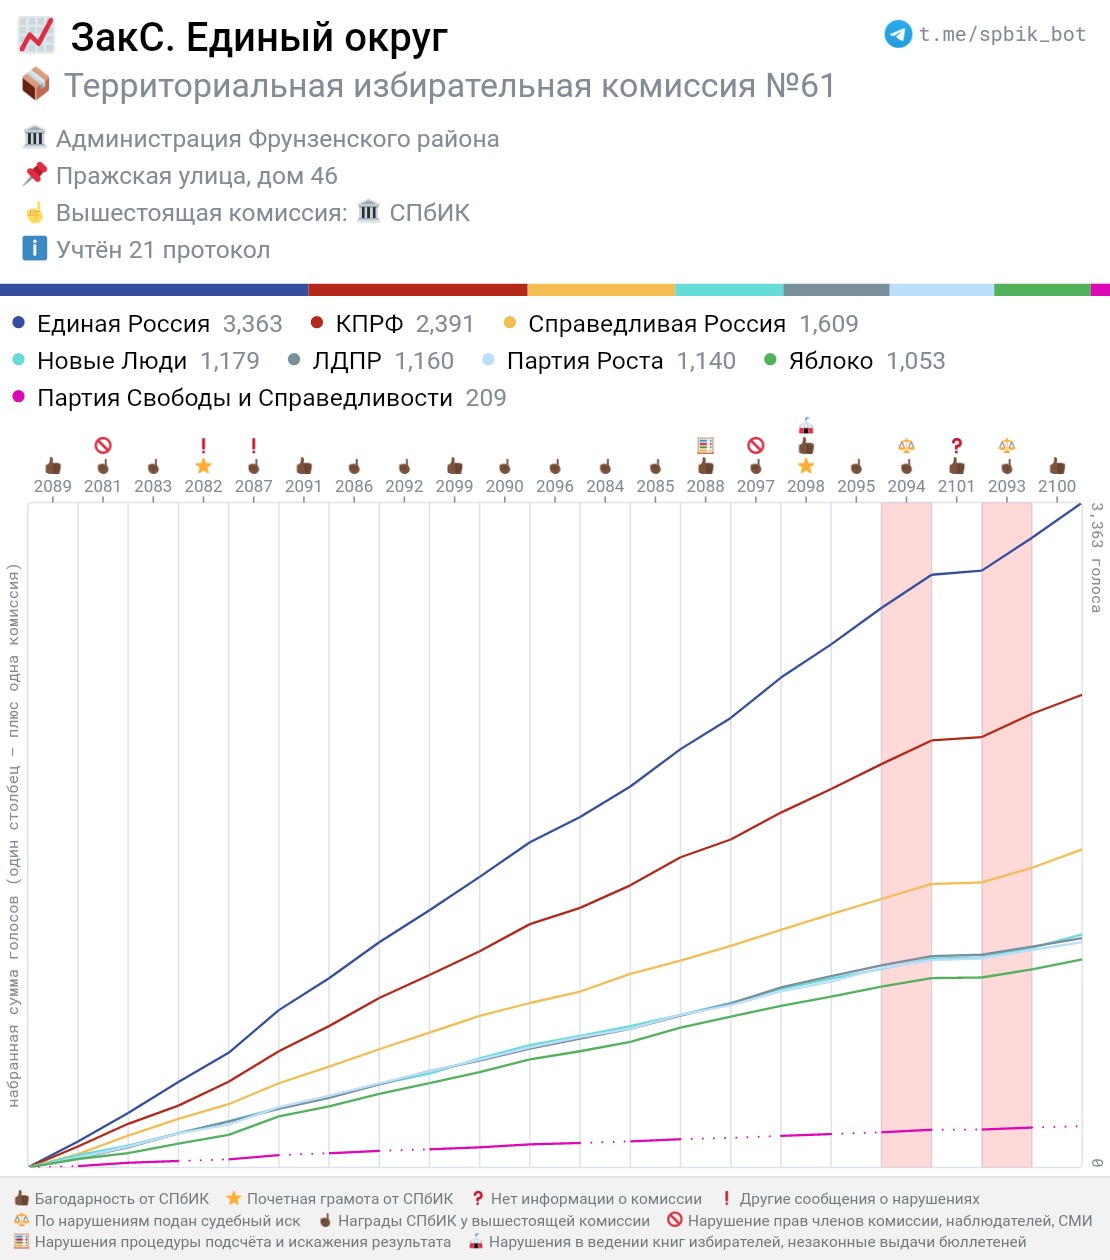 ЗакС. Единый округ
t.me/spbik_bot
Территориальная избирательная комиссия №61
Администрация Фрунзенского района
Пражская улица, дом 46
Вышестоящая комиссия: СПбИК
Учтён 21 протокол
Единая Россия 3,363 КПРФ 2,391 Справедливая Россия 1,609
Новые Люди 1,179 ЛДПР 1,160 Партия Роста 1,140 Яблоко 1,053
Партия Свободы и Справедливости 209
2089 2081 2083 2082 2087 2091 2086 2092 2099 2090 2096 2084 2085 2088 2097 2098 2095 2094 2101 2093 2100
3,363 голоса
набранная сумма голосов (один столбец — плюс одна комиссия)
0
Багодарность от СПбИК Почетная грамота от СПбИК Нет информации о комиссии Другие сообщения о нарушениях
По нарушениям подан судебный иск Награды СПбИК у вышестоящей комиссии Нарушение прав членов комиссии, наблюдателей, СМИ
Нарушения процедуры подсчёта и искажения результата Нарушения в ведении книг избирателей, незаконные выдачи бюллетеней